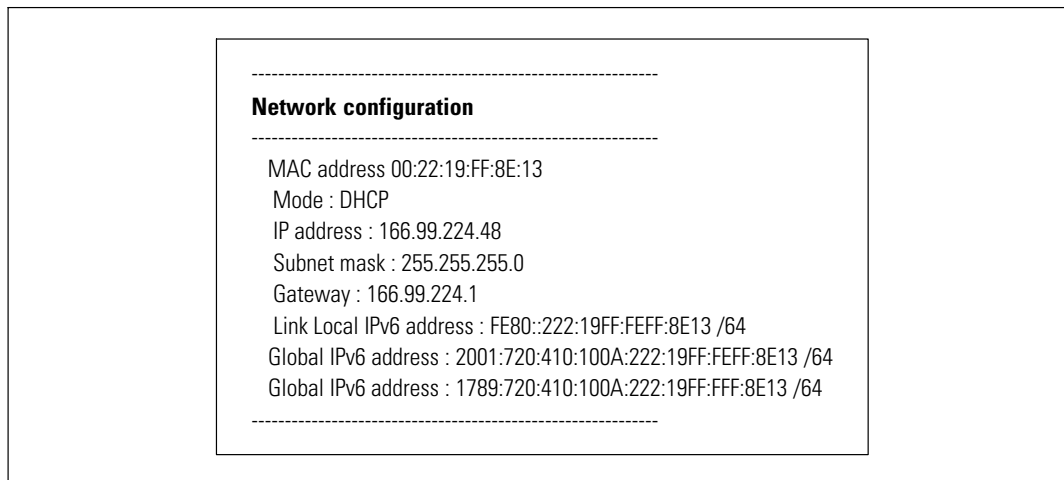 --------------------------------------------------------------
Network configuration
--------------------------------------------------------------
MAC address 00:22:19:FF:8E:13
Mode : DHCP
IP address : 166.99.224.48
Subnet mask : 255.255.255.0
Gateway : 166.99.224.1
Link Local IPv6 address : FE80::222:19FF:FEFF:8E13 /64
Global IPv6 address : 2001:720:410:100A:222:19FF:FEFF:8E13 /64
Global IPv6 address : 1789:720:410:100A:222:19FF:FFF:8E13 /64
--------------------------------------------------------------